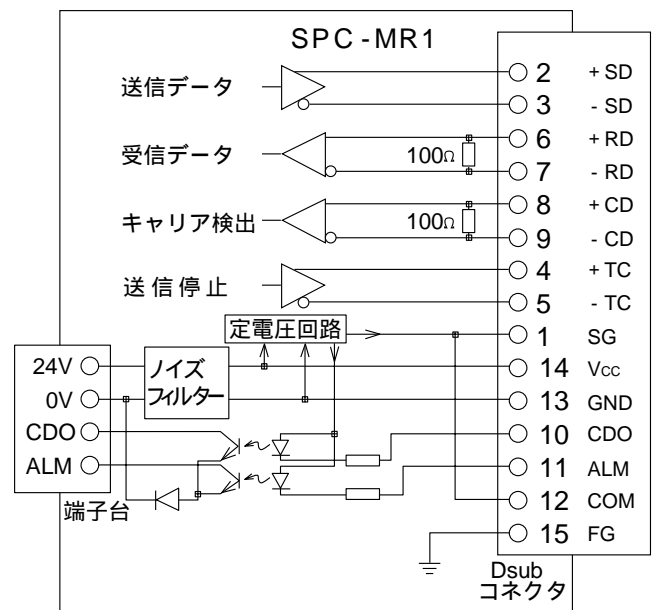 SPC-MR1
送信データ
2 +SD
3 -SD
受信データ
100Ω
6 +RD
7 -RD
キャリア検出
100Ω
8 +CD
9 -CD
送信停止
4 +TC
5 -TC
定電圧回路
1 SG
24V
ノイズ
フィルター
14 Vcc
0V
13 GND
CDO
10 CDO
ALM
11 ALM
端子台
12 COM
15 FG
Dsub
コネクタ